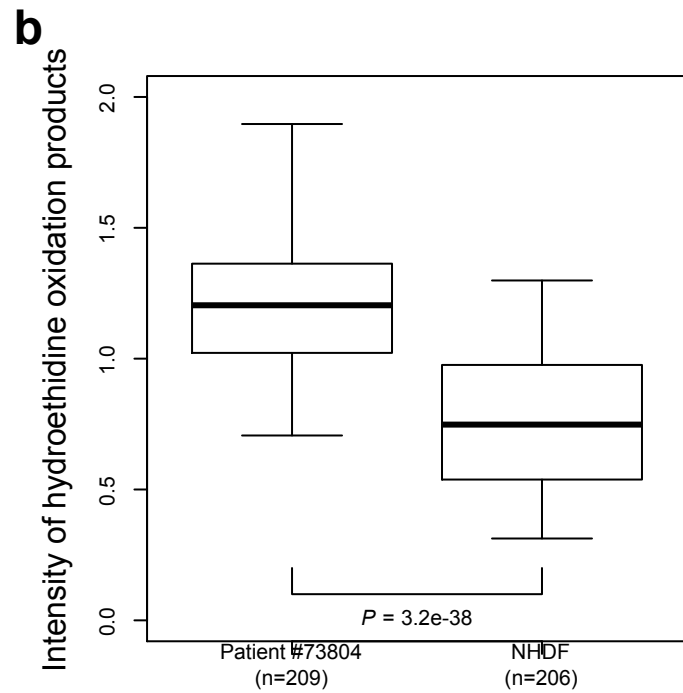 b
Intensity of hydroethidine oxidation products
2.0
1.5
1.0
0.5
0.0
P = 3.2e-38
Patient #73804
(n=209)
NHDF
(n=206)